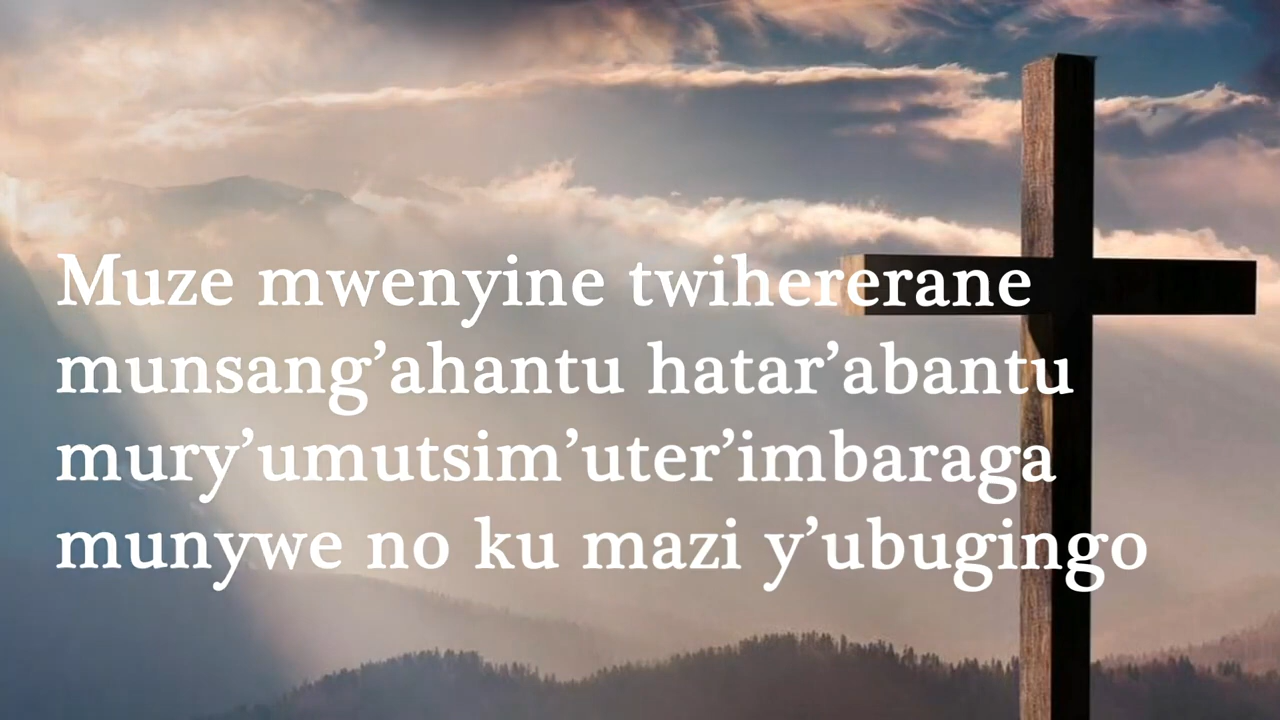 Muze mwenyine twihererane
munsang’ahantu hatar’abantu
mury’umutsim’uter’imbaraga
munywe no ku mazi y’ubugingo